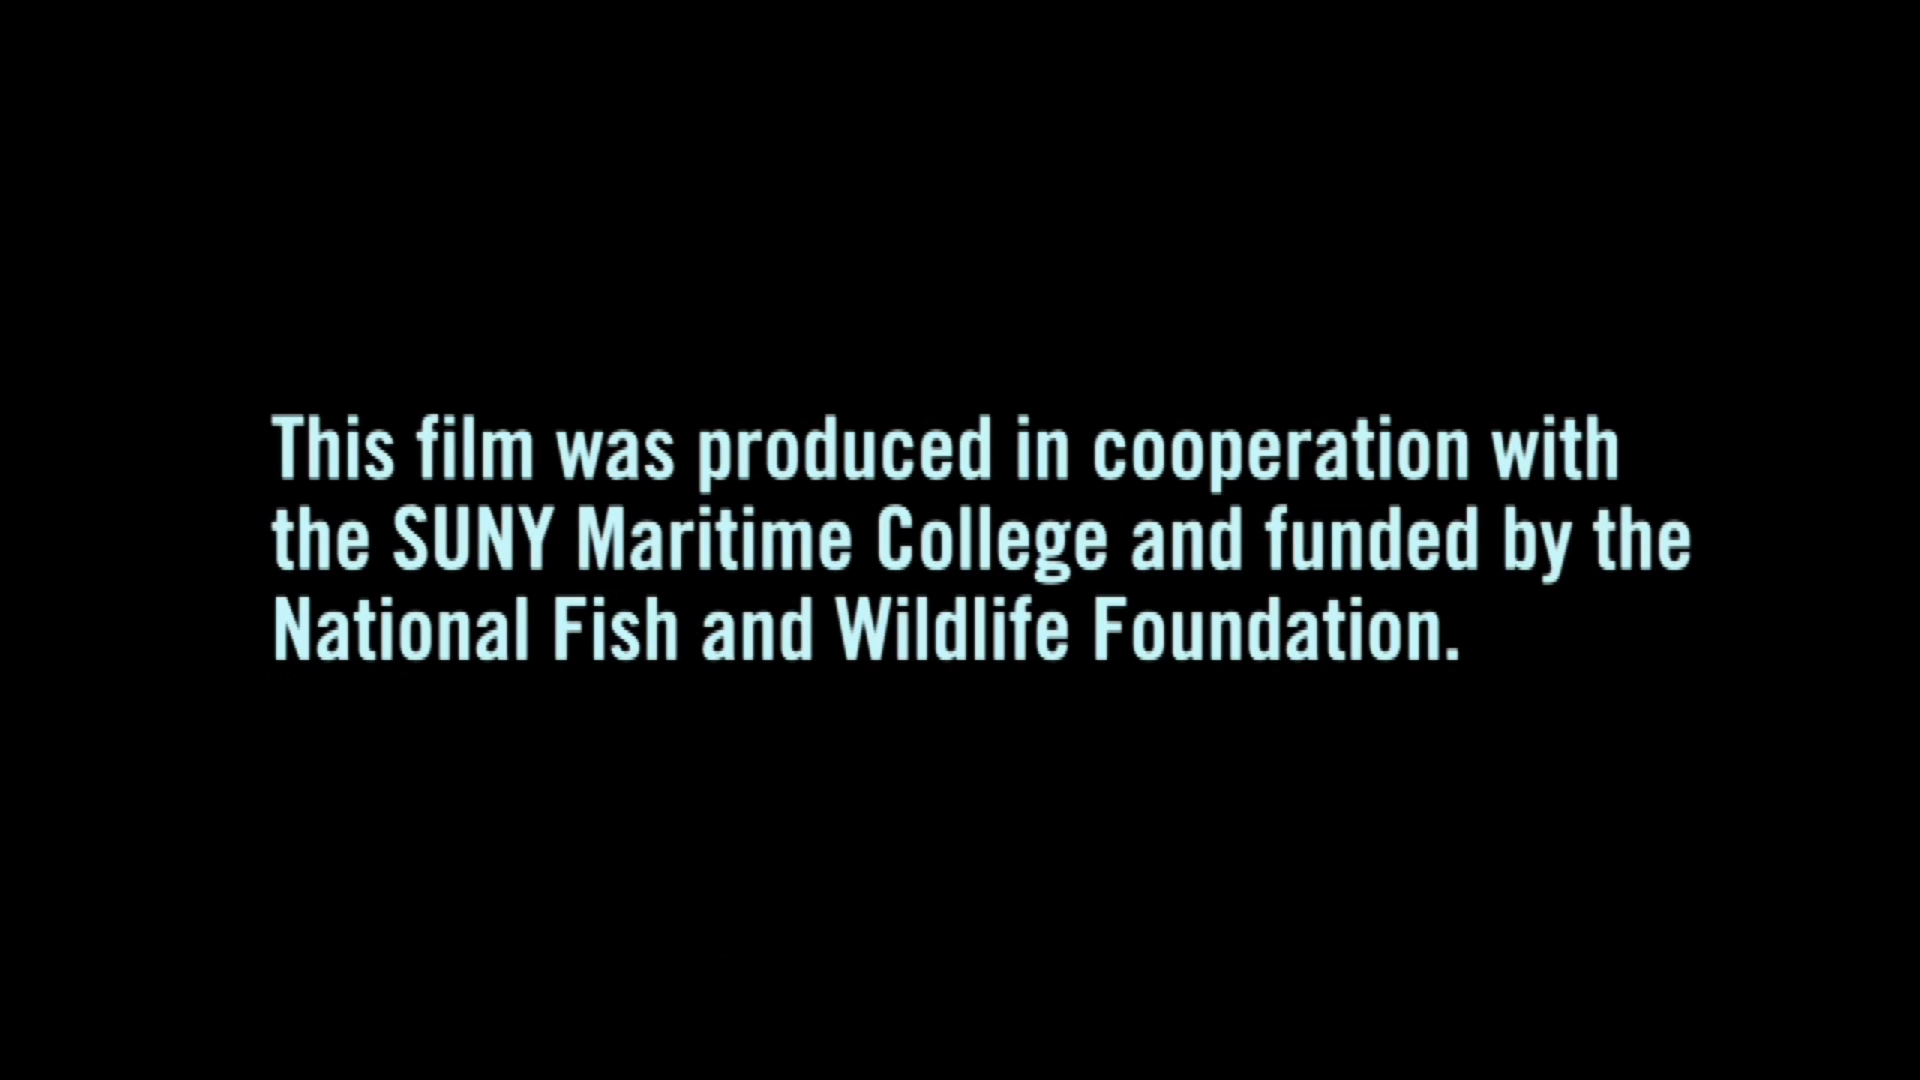 This film was produced in cooperation with
the SUNY Maritime College and funded by the
National Fish and Wildlife Foundation.